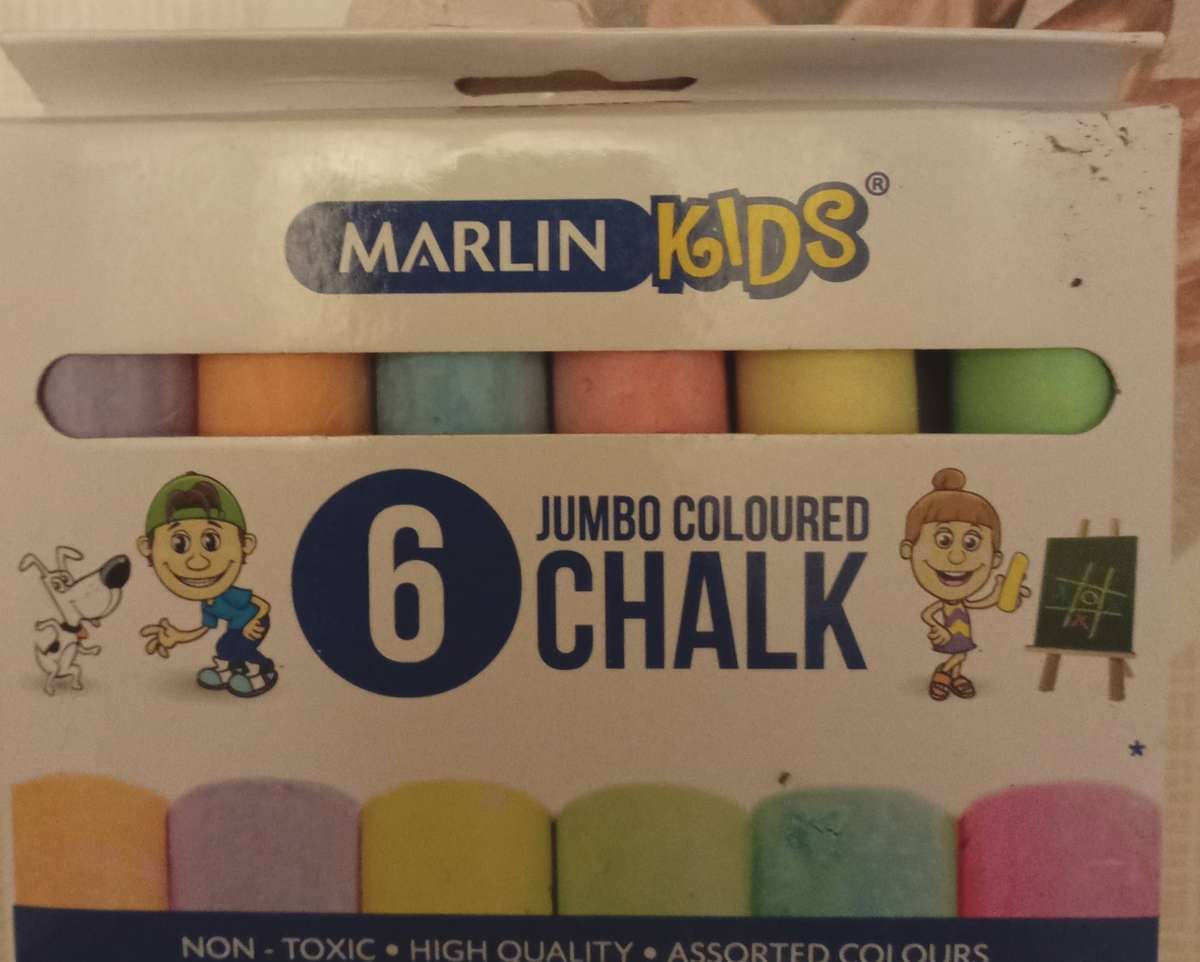 MARLIN KIDS®
6
JUMBO COLOURED
CHALK
*
NON - TOXIC • HIGH QUALITY • ASSORTED COLOURS